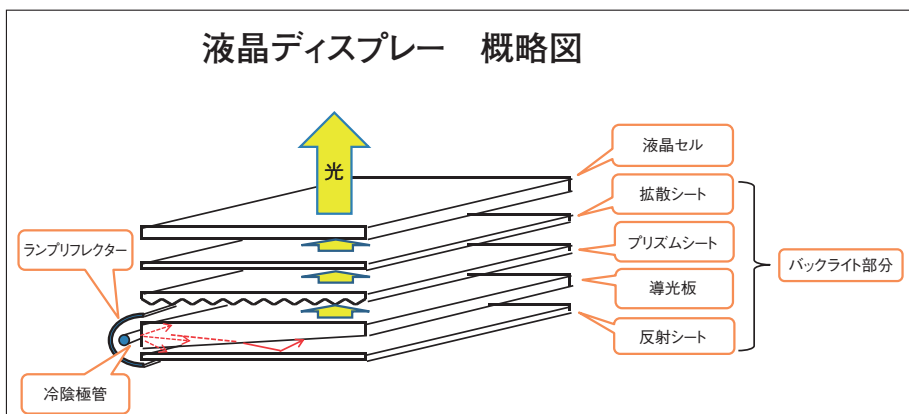 液晶ディスプレー 概略図
光
液晶セル
拡散シート
プリズムシート
導光板
反射シート
バックライト部分
ランプリフレクター
冷陰極管